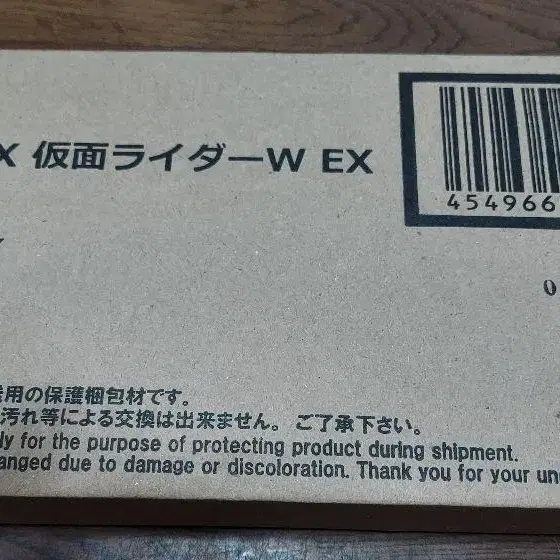 X 仮面ライダーW EX
454966
0
用の保護梱包材です。
汚れ等による交換は出来ません。ご了承下さい。
ly for the purpose of protecting product during shipment.
anged due to damage or discoloration. Thank you for your un